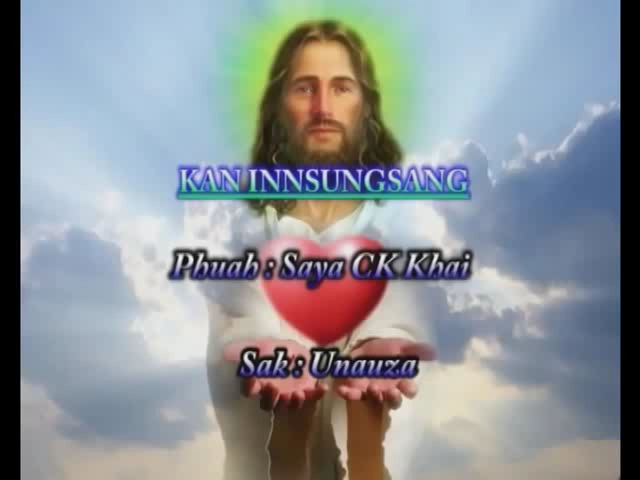 KAN INNSUNGSANG
Phuah : Saya CK Khai
Sak : Unauza